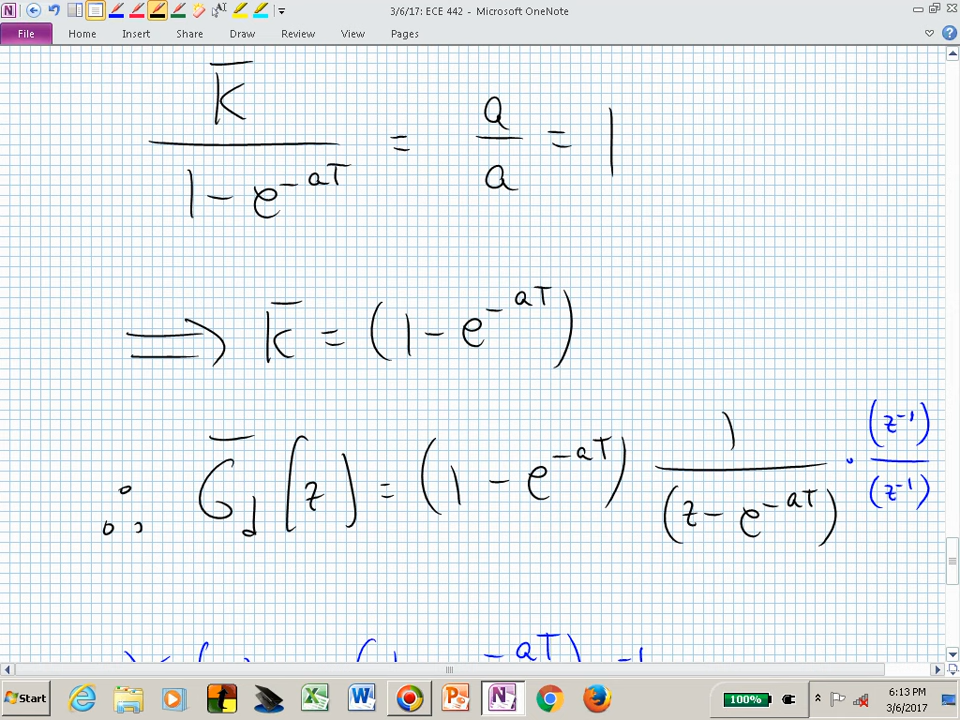 3/6/17: ECE 442 - Microsoft OneNote
File Home Insert Share Draw Review View Pages
K̄ / (1 - e^{-aT}) = a/a = 1
⟹ K̄ = (1 - e^{-aT})
∴ Ḡ_d[z] = (1 - e^{-aT}) 1/(z - e^{-aT}) · (z^{-1})/(z^{-1})
Start
100%
6:13 PM
3/6/2017